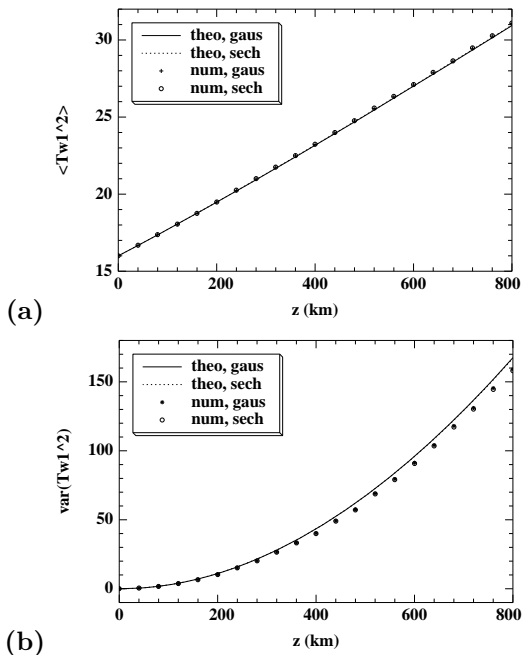 theo, gaus
theo, sech
num, gaus
num, sech
<Tw1^2>
30
25
20
15
0 200 400 600 800
z (km)
(a)
theo, gaus
theo, sech
num, gaus
num, sech
var(Tw1^2)
150
100
50
0
0 200 400 600 800
z (km)
(b)